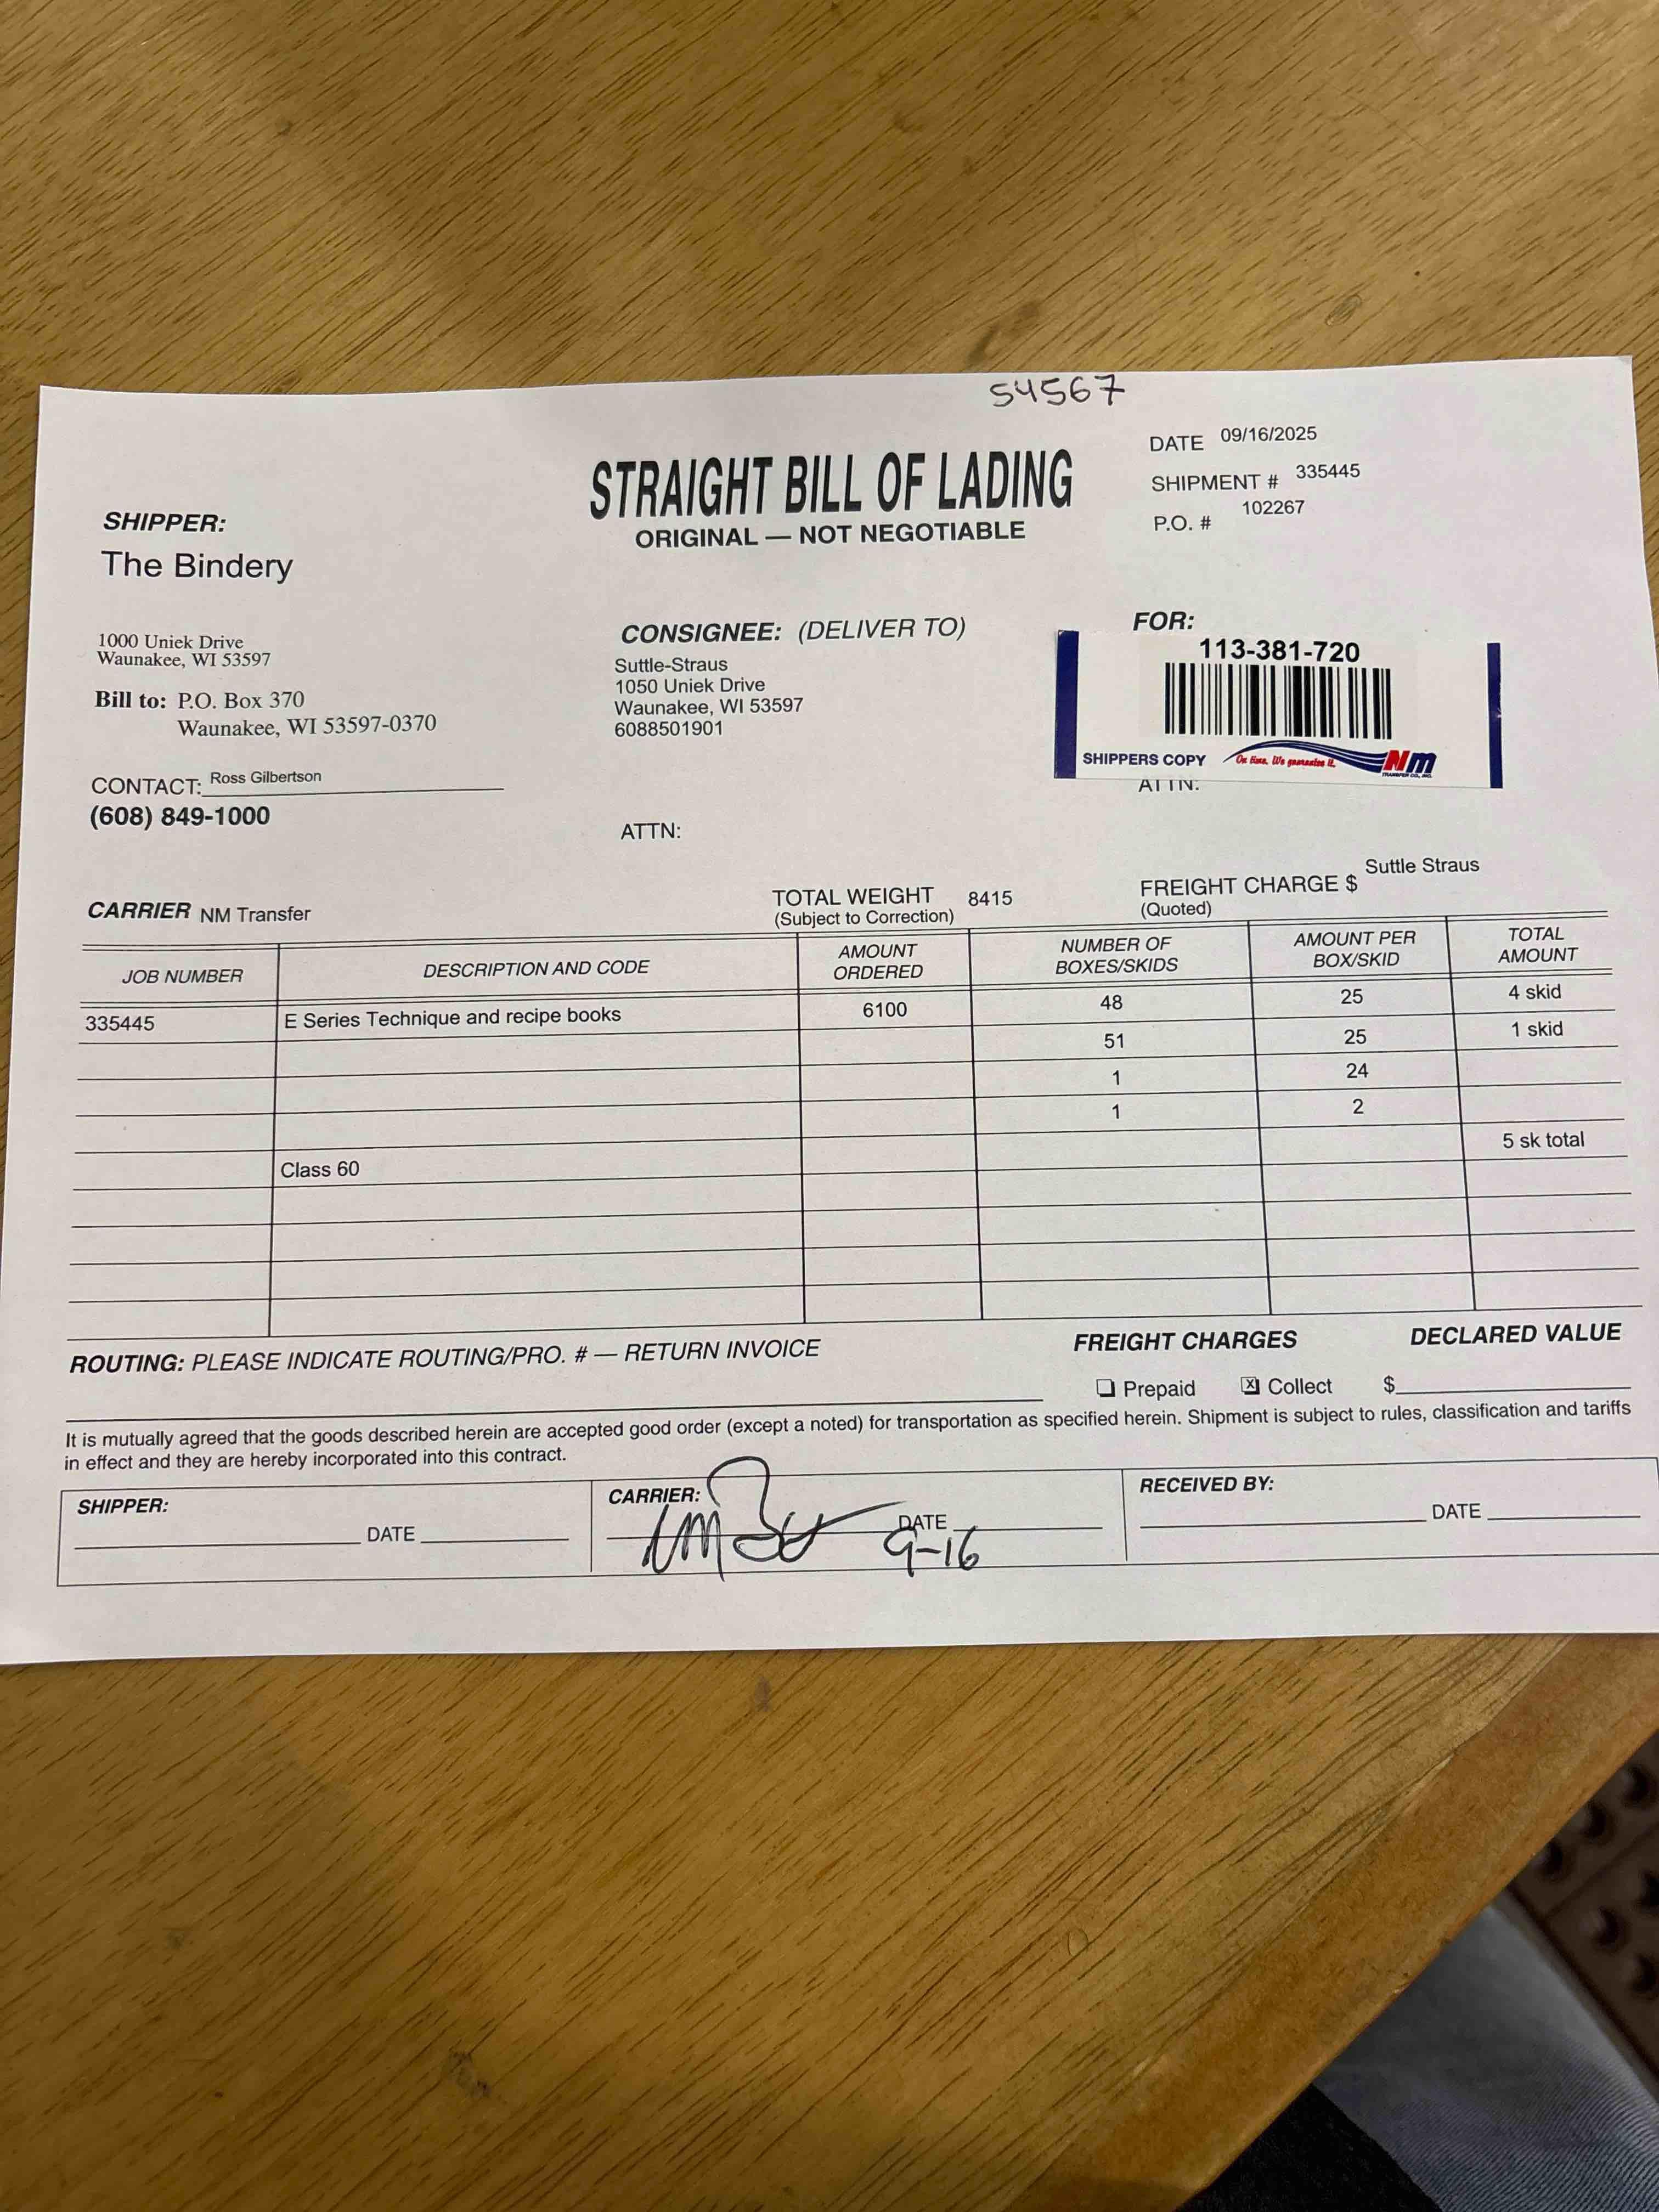 54567
STRAIGHT BILL OF LADING
ORIGINAL — NOT NEGOTIABLE
DATE 09/16/2025
SHIPMENT # 335445
P.O. # 102267
SHIPPER:
The Bindery
1000 Uniek Drive
Waunakee, WI 53597
Bill to: P.O. Box 370
Waunakee, WI 53597-0370
CONTACT: Ross Gilbertson
(608) 849-1000
CONSIGNEE: (DELIVER TO)
Suttle-Straus
1050 Uniek Drive
Waunakee, WI 53597
6088501901
ATTN:
FOR:
113-381-720
SHIPPERS COPY On time. We guarantee it. Nm
TRANSFER CO., INC.
ATTN:
CARRIER NM Transfer
TOTAL WEIGHT 8415
(Subject to Correction)
FREIGHT CHARGE $ Suttle Straus
(Quoted)
JOB NUMBER DESCRIPTION AND CODE AMOUNT ORDERED NUMBER OF BOXES/SKIDS AMOUNT PER BOX/SKID TOTAL AMOUNT
335445 E Series Technique and recipe books 6100 48 25 4 skid
51 25 1 skid
1 24
1 2
5 sk total
Class 60
ROUTING: PLEASE INDICATE ROUTING/PRO. # — RETURN INVOICE
FREIGHT CHARGES DECLARED VALUE
Prepaid X Collect $
It is mutually agreed that the goods described herein are accepted good order (except a noted) for transportation as specified herein. Shipment is subject to rules, classification and tariffs
in effect and they are hereby incorporated into this contract.
SHIPPER:
DATE
CARRIER:
DATE
9-16
RECEIVED BY:
DATE